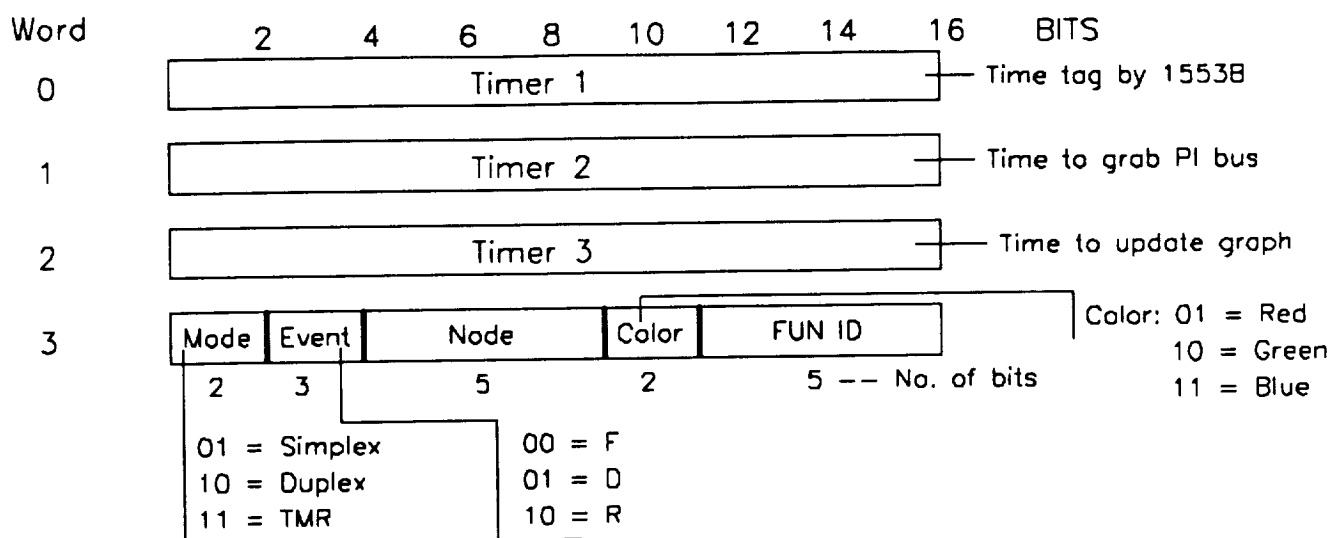 Word 2 4 6 8 10 12 14 16 BITS
0 Timer 1 Time tag by 1553B
1 Timer 2 Time to grab PI bus
2 Timer 3 Time to update graph
3 Mode Event Node Color FUN ID
2 3 5 2 5 -- No. of bits
Color: 01 = Red
10 = Green
11 = Blue
01 = Simplex
10 = Duplex
11 = TMR
00 = F
01 = D
10 = R